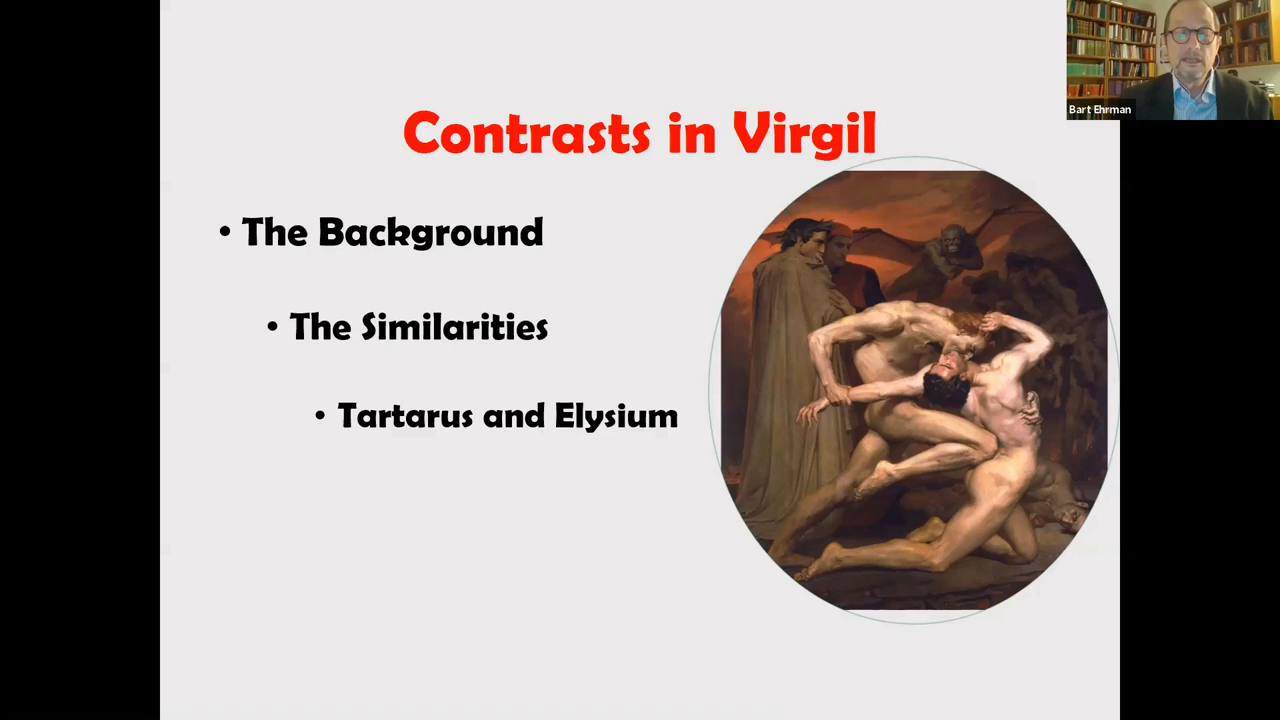 Bart Ehrman
Contrasts in Virgil
• The Background
• The Similarities
• Tartarus and Elysium